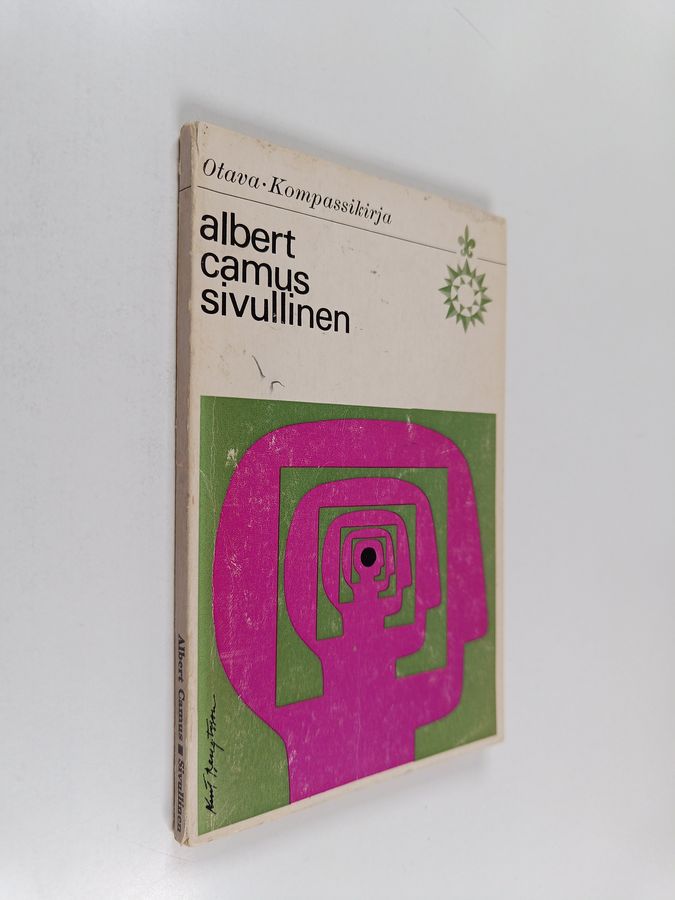 Otava · Kompassikirja
albert
camus
sivullinen
Albert Camus ■ Sivullinen